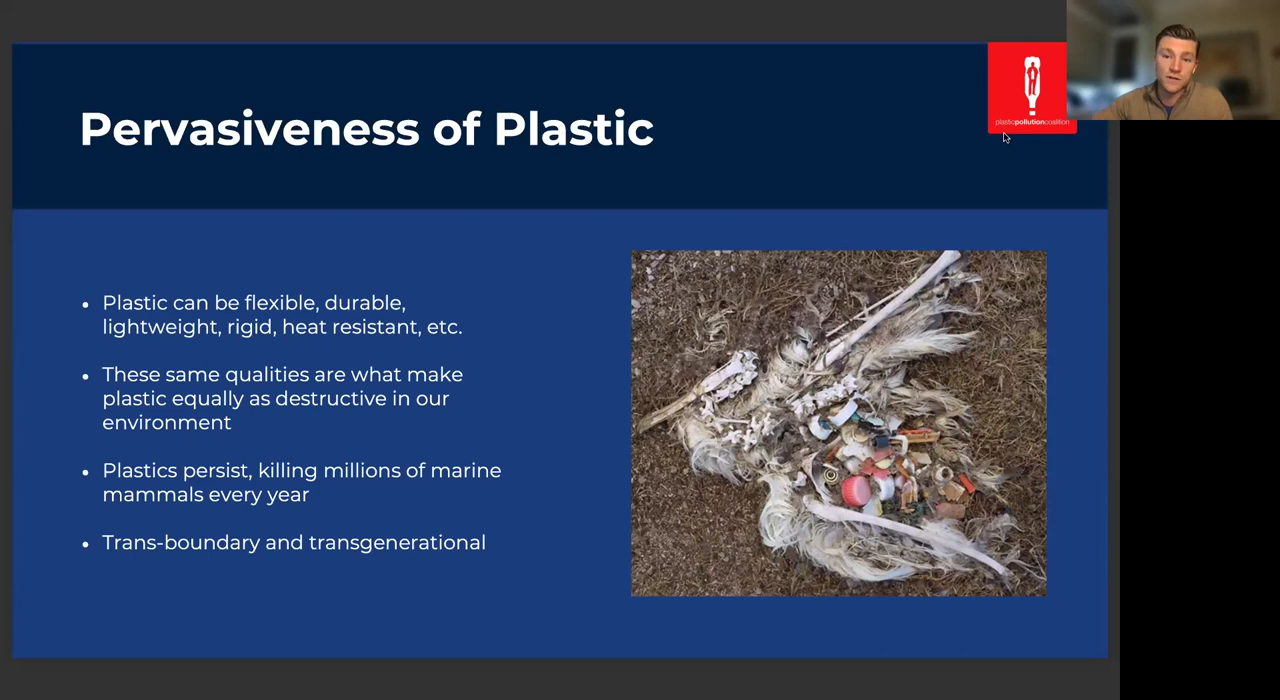 Pervasiveness of Plastic
plasticpollutioncoalition
• Plastic can be flexible, durable,
lightweight, rigid, heat resistant, etc.
• These same qualities are what make
plastic equally as destructive in our
environment
• Plastics persist, killing millions of marine
mammals every year
• Trans-boundary and transgenerational